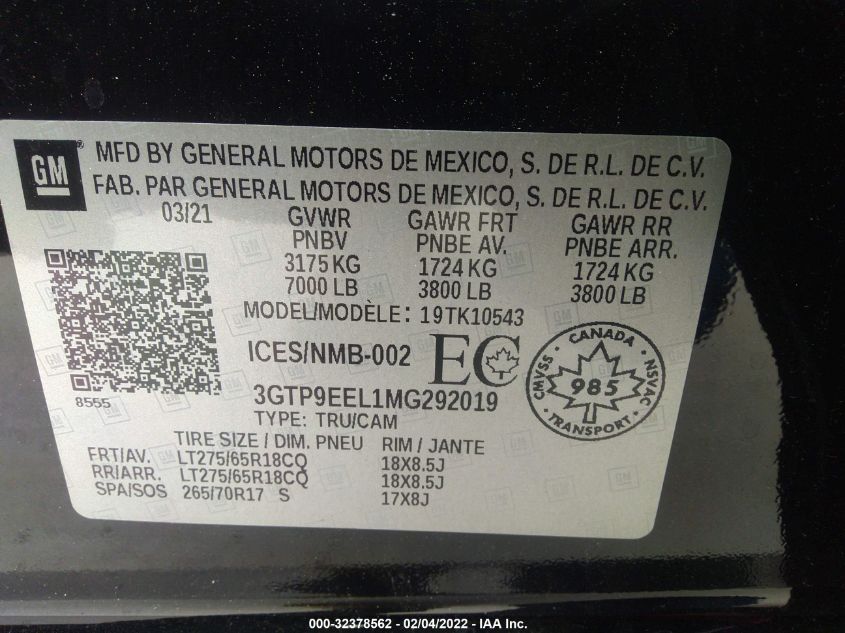 GM
MFD BY GENERAL MOTORS DE MEXICO, S. DE R.L. DE C.V.
FAB. PAR GENERAL MOTORS DE MEXICO, S. DE R.L. DE C.V.
03/21 GVWR GAWR FRT GAWR RR
PNBV PNBE AV. PNBE ARR.
3175 KG 1724 KG 1724 KG
7000 LB 3800 LB 3800 LB
MODEL/MODÈLE: 19TK10543
ICES/NMB-002 EC
CANADA
CMVSS 985 NSVAC
TRANSPORT
8555
3GTP9EEL1MG292019
TYPE: TRU/CAM
TIRE SIZE / DIM. PNEU RIM / JANTE
FRT/AV. LT275/65R18CQ 18X8.5J
RR/ARR. LT275/65R18CQ 18X8.5J
SPA/SOS 265/70R17 S 17X8J
000-32378562 - 02/04/2022 - IAA Inc.